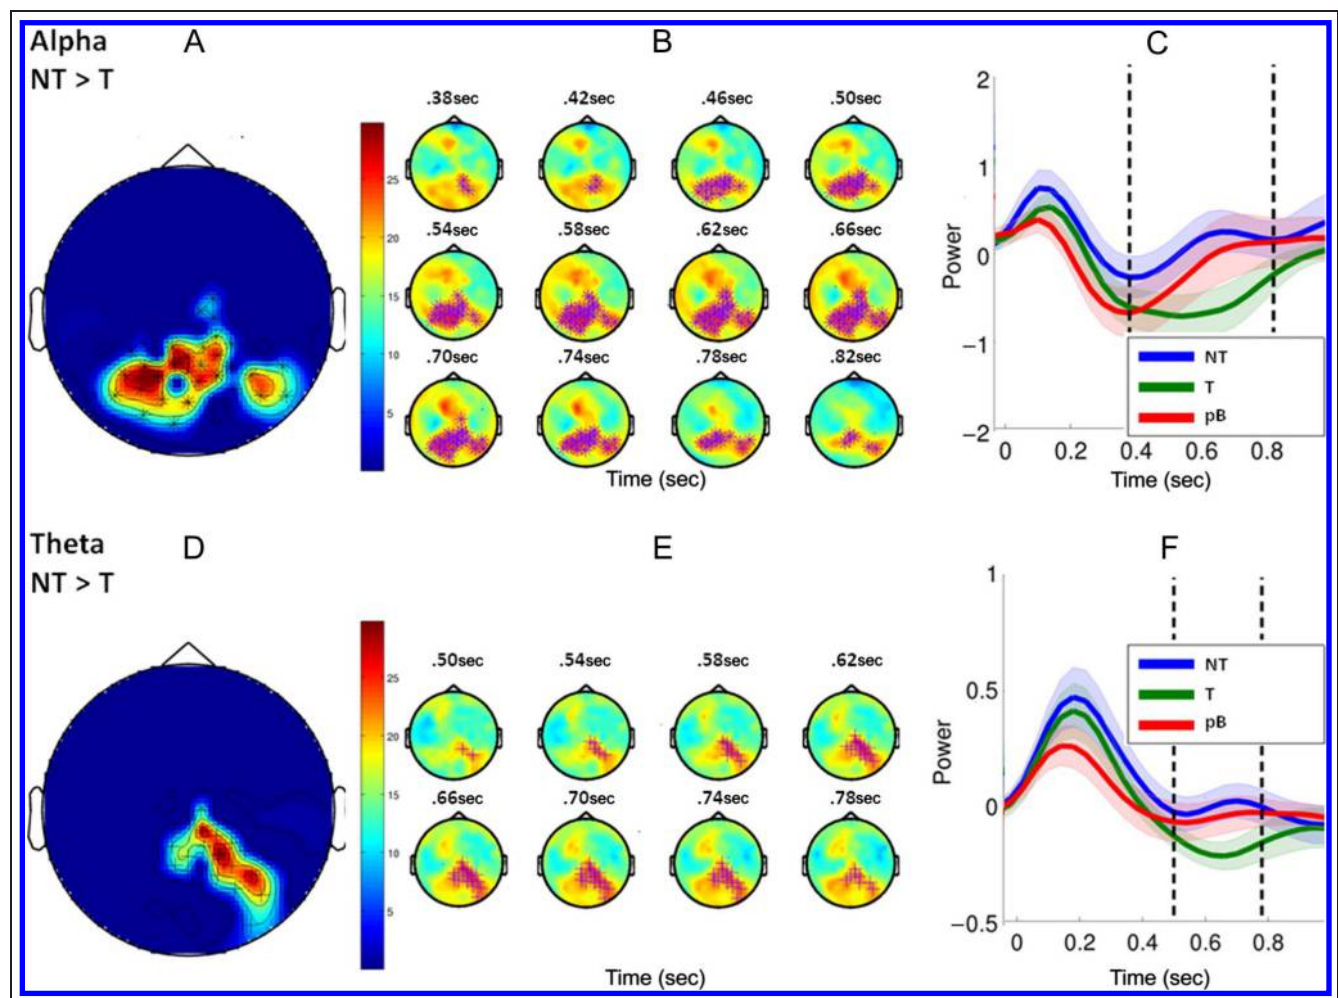 Alpha A B C
NT > T
.38sec .42sec .46sec .50sec
.54sec .58sec .62sec .66sec
.70sec .74sec .78sec .82sec
Time (sec)
25
20
15
10
5
2
1
0
−1
−2
Power
NT
T
pB
0 0.2 0.4 0.6 0.8
Time (sec)
Theta D E F
NT > T
.50sec .54sec .58sec .62sec
.66sec .70sec .74sec .78sec
Time (sec)
25
20
15
10
5
1
0.5
0
−0.5
Power
NT
T
pB
0 0.2 0.4 0.6 0.8
Time (sec)